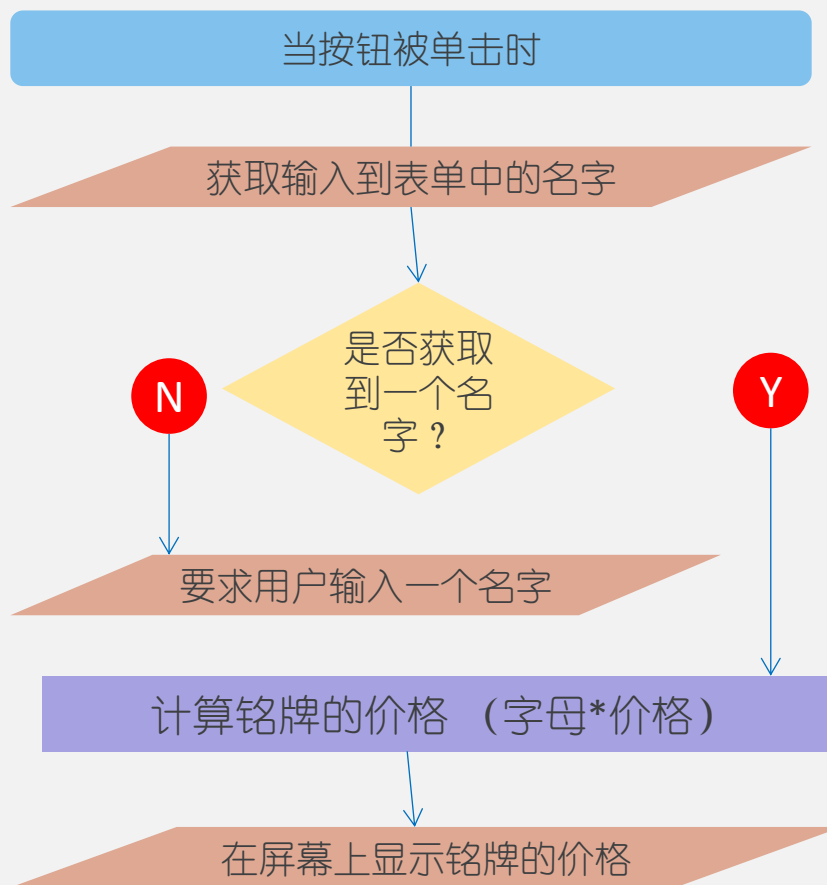 当按钮被单击时
获取输入到表单中的名字
是否获取
到一个名
字？
N
Y
要求用户输入一个名字
计算铭牌的价格 （字母*价格）
在屏幕上显示铭牌的价格